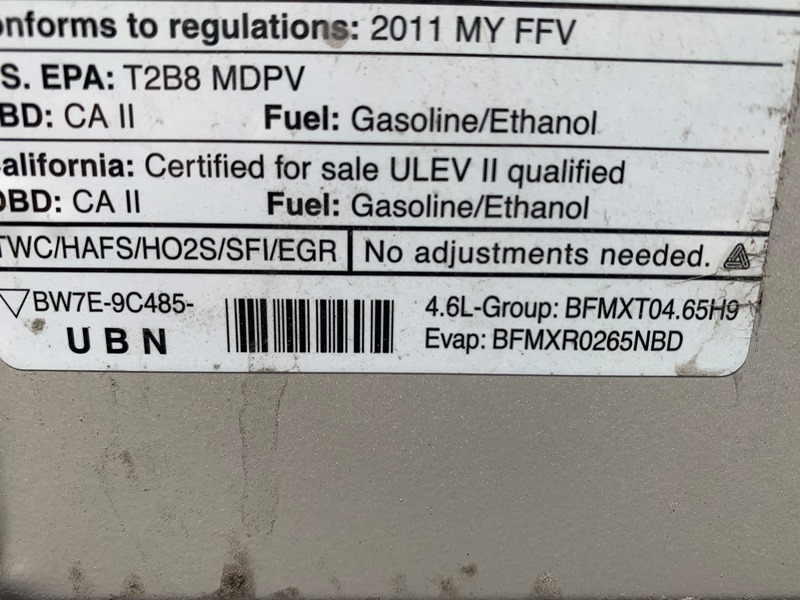 onforms to regulations: 2011 MY FFV
S. EPA: T2B8 MDPV
BD: CA II Fuel: Gasoline/Ethanol
alifornia: Certified for sale ULEV II qualified
OBD: CA II Fuel: Gasoline/Ethanol
TWC/HAFS/HO2S/SFI/EGR No adjustments needed.
BW7E-9C485- 4.6L-Group: BFMXT04.65H9
UBN Evap: BFMXR0265NBD